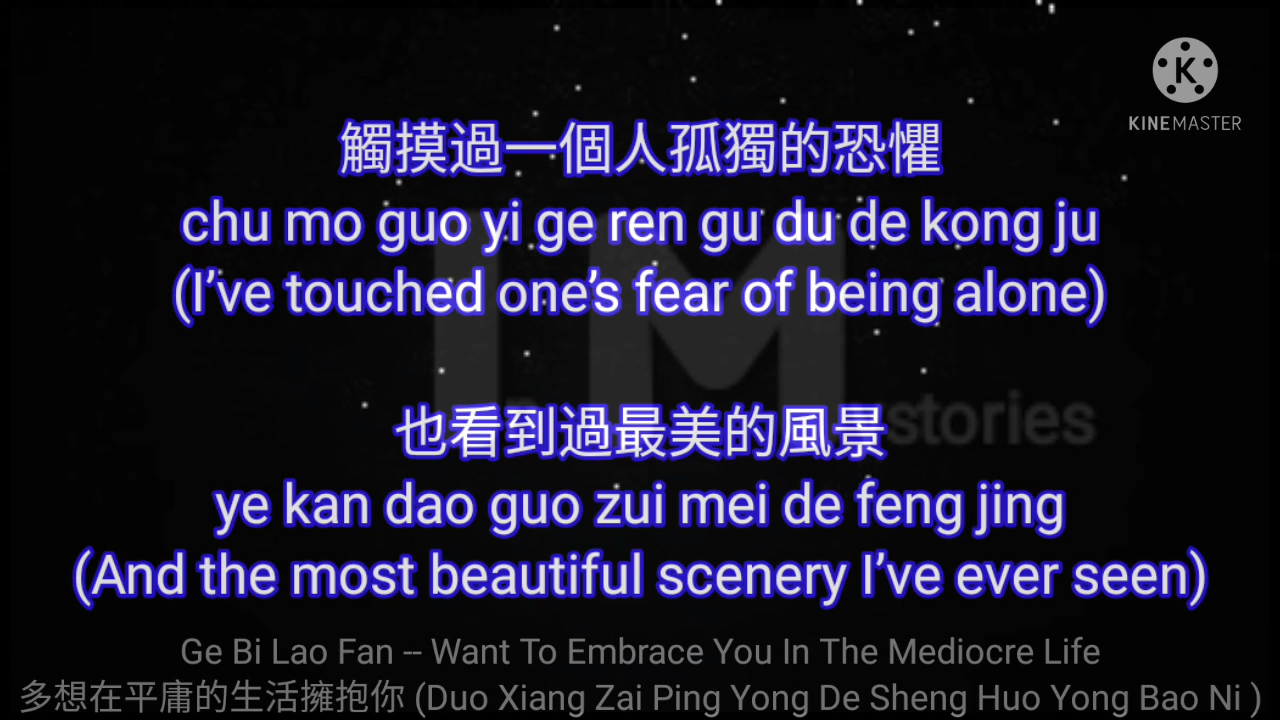 KINEMASTER
觸摸過一個人孤獨的恐懼
chu mo guo yi ge ren gu du de kong ju
(I’ve touched one’s fear of being alone)
也看到過最美的風景
stories
ye kan dao guo zui mei de feng jing
(And the most beautiful scenery I’ve ever seen)
Ge Bi Lao Fan -- Want To Embrace You In The Mediocre Life
多想在平庸的生活擁抱你 (Duo Xiang Zai Ping Yong De Sheng Huo Yong Bao Ni )